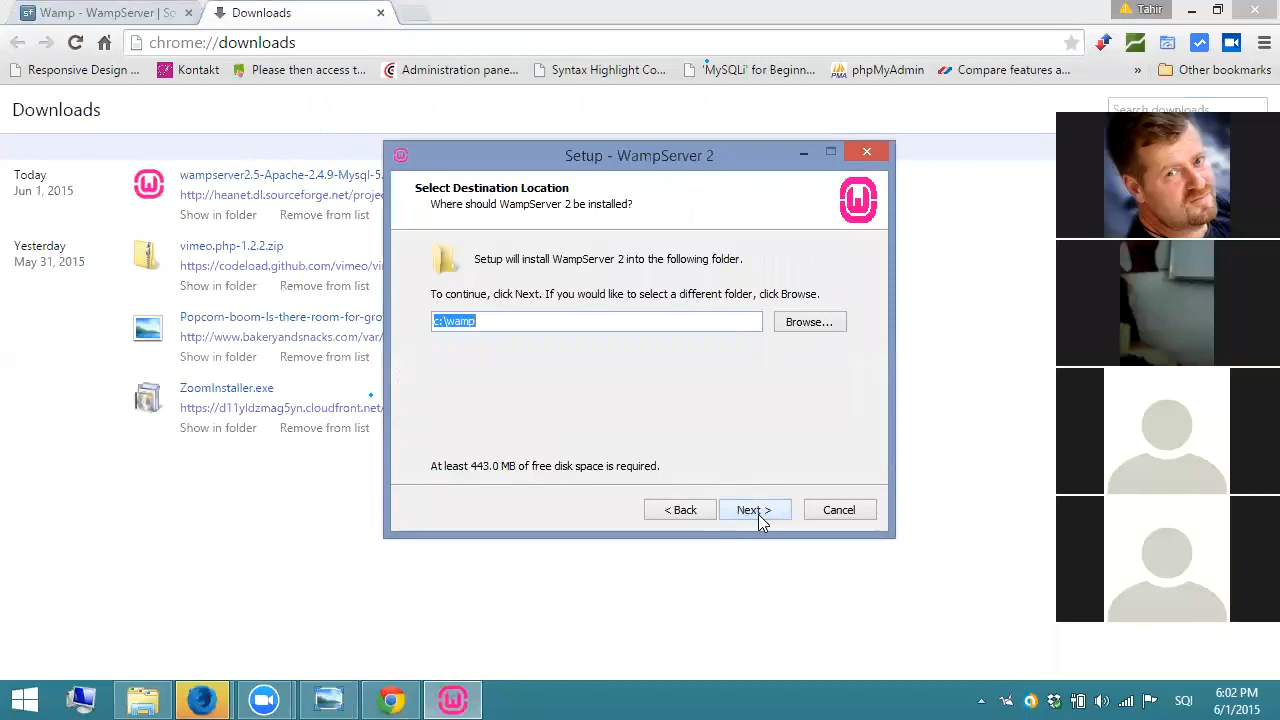 Wamp - WampServer | So
Downloads
Tahir
chrome://downloads
Responsive Design ...
Kontakt
Please then access t...
Administration pane...
Syntax Highlight Co...
'MySQLi' for Beginn...
phpMyAdmin
Compare features a...
»
Other bookmarks
Downloads
Search downloads
Today
Jun 1, 2015
wampserver2.5-Apache-2.4.9-Mysql-5.
http://heanet.dl.sourceforge.net/proje
Show in folder
Remove from list
Yesterday
May 31, 2015
vimeo.php-1.2.2.zip
https://codeload.github.com/vimeo/vi
Show in folder
Remove from list
Popcorn-boom-Is-there-room-for-gro
http://www.bakeryandsnacks.com/var/
Show in folder
Remove from list
ZoomInstaller.exe
https://d11yldzmag5yn.cloudfront.net/
Show in folder
Remove from list
Setup - WampServer 2
Select Destination Location
Where should WampServer 2 be installed?
Setup will install WampServer 2 into the following folder.
To continue, click Next. If you would like to select a different folder, click Browse.
c:\wamp
Browse...
At least 443.0 MB of free disk space is required.
< Back
Next >
Cancel
SQI
6:02 PM
6/1/2015